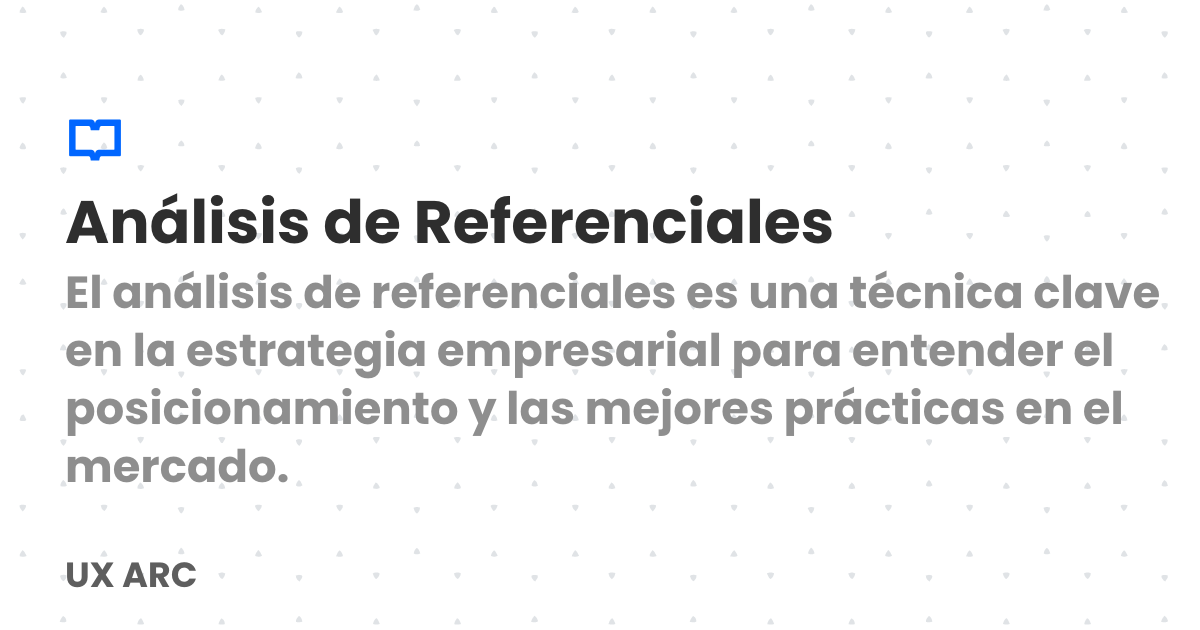 Análisis de Referenciales
El análisis de referenciales es una técnica clave
en la estrategia empresarial para entender el
posicionamiento y las mejores prácticas en el
mercado.
UX ARC